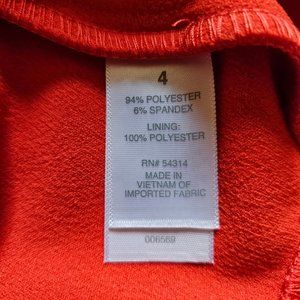 4
94% POLYESTER
6% SPANDEX
LINING:
100% POLYESTER
RN# 54314
MADE IN
VIETNAM OF
IMPORTED FABRIC
006569